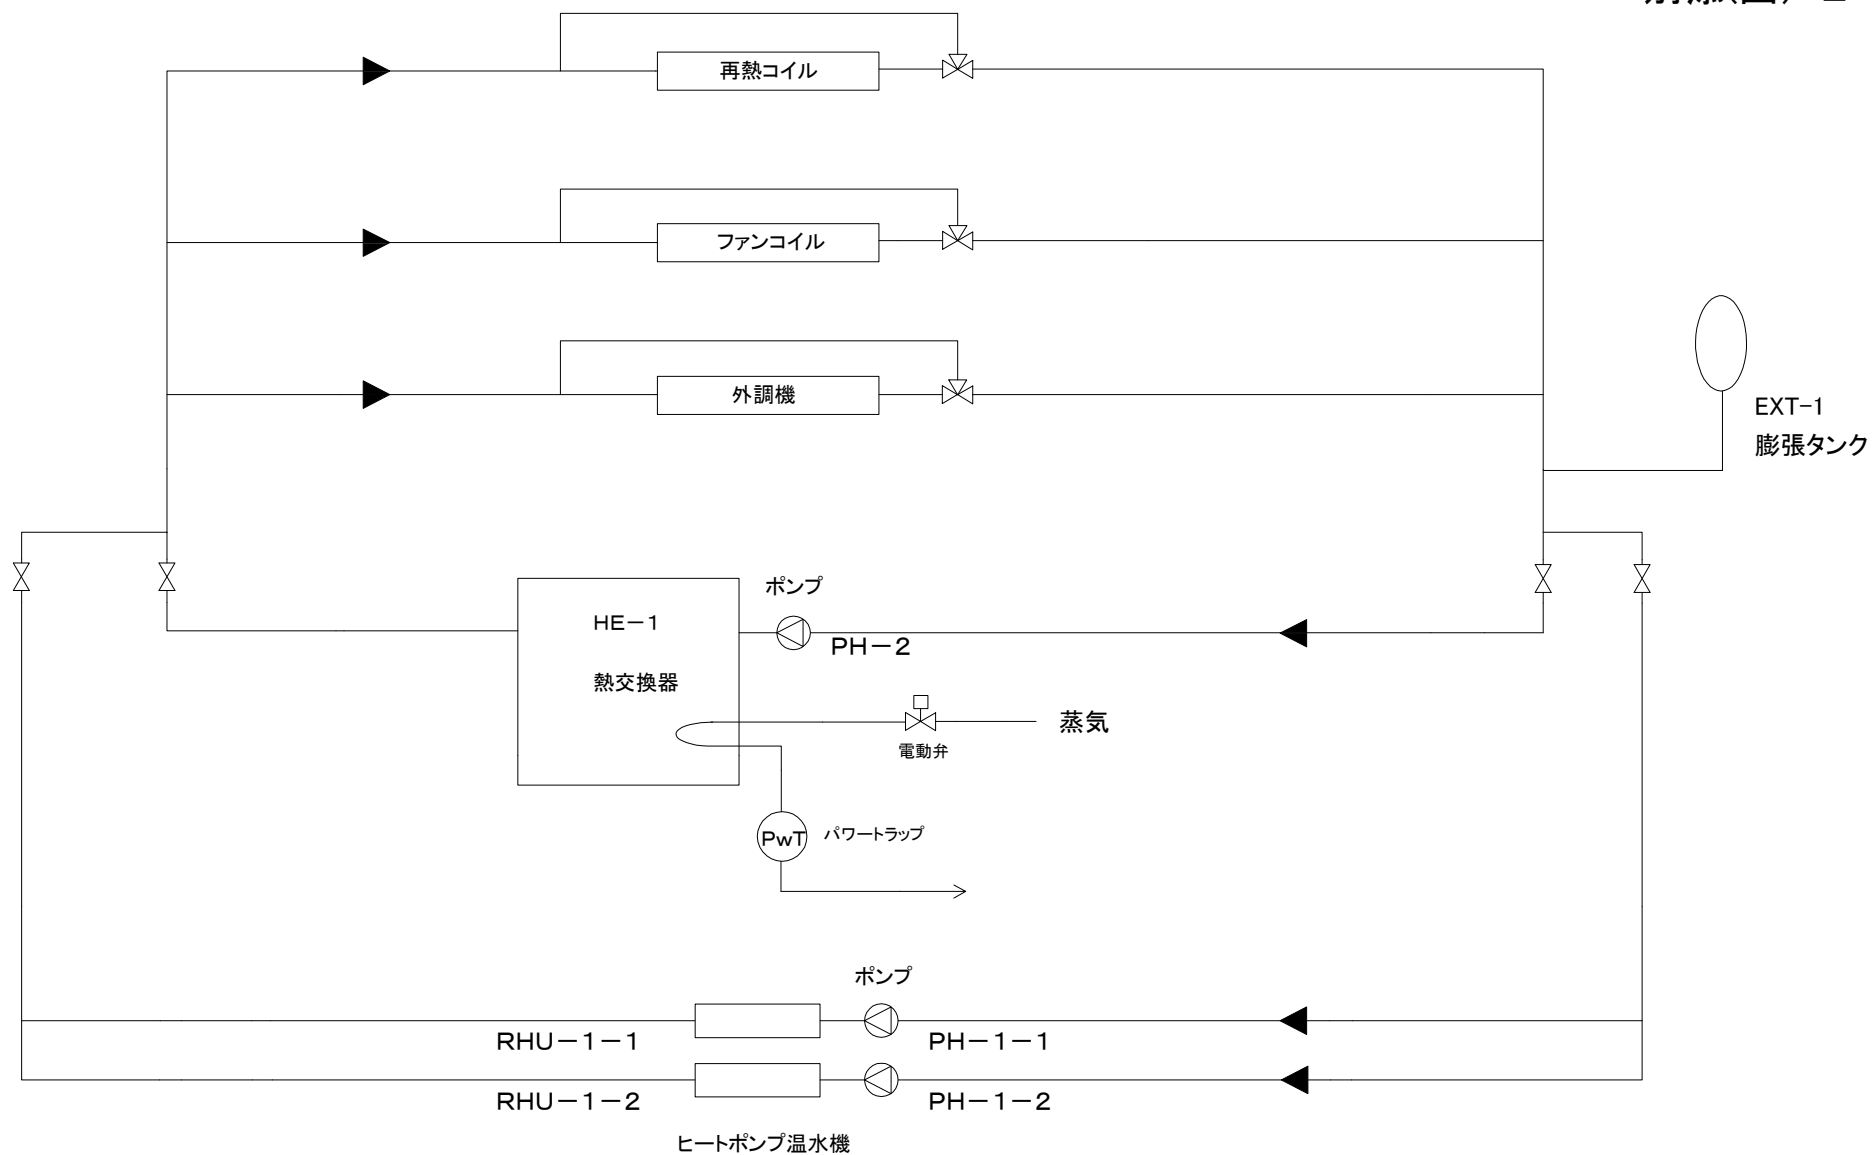 再熱コイル
ファンコイル
外調機
EXT-1
膨張タンク
ポンプ
HE－1
PH－2
熱交換器
蒸気
電動弁
PwT パワートラップ
ポンプ
RHU－1－1 PH－1－1
RHU－1－2 PH－1－2
ヒートポンプ温水機